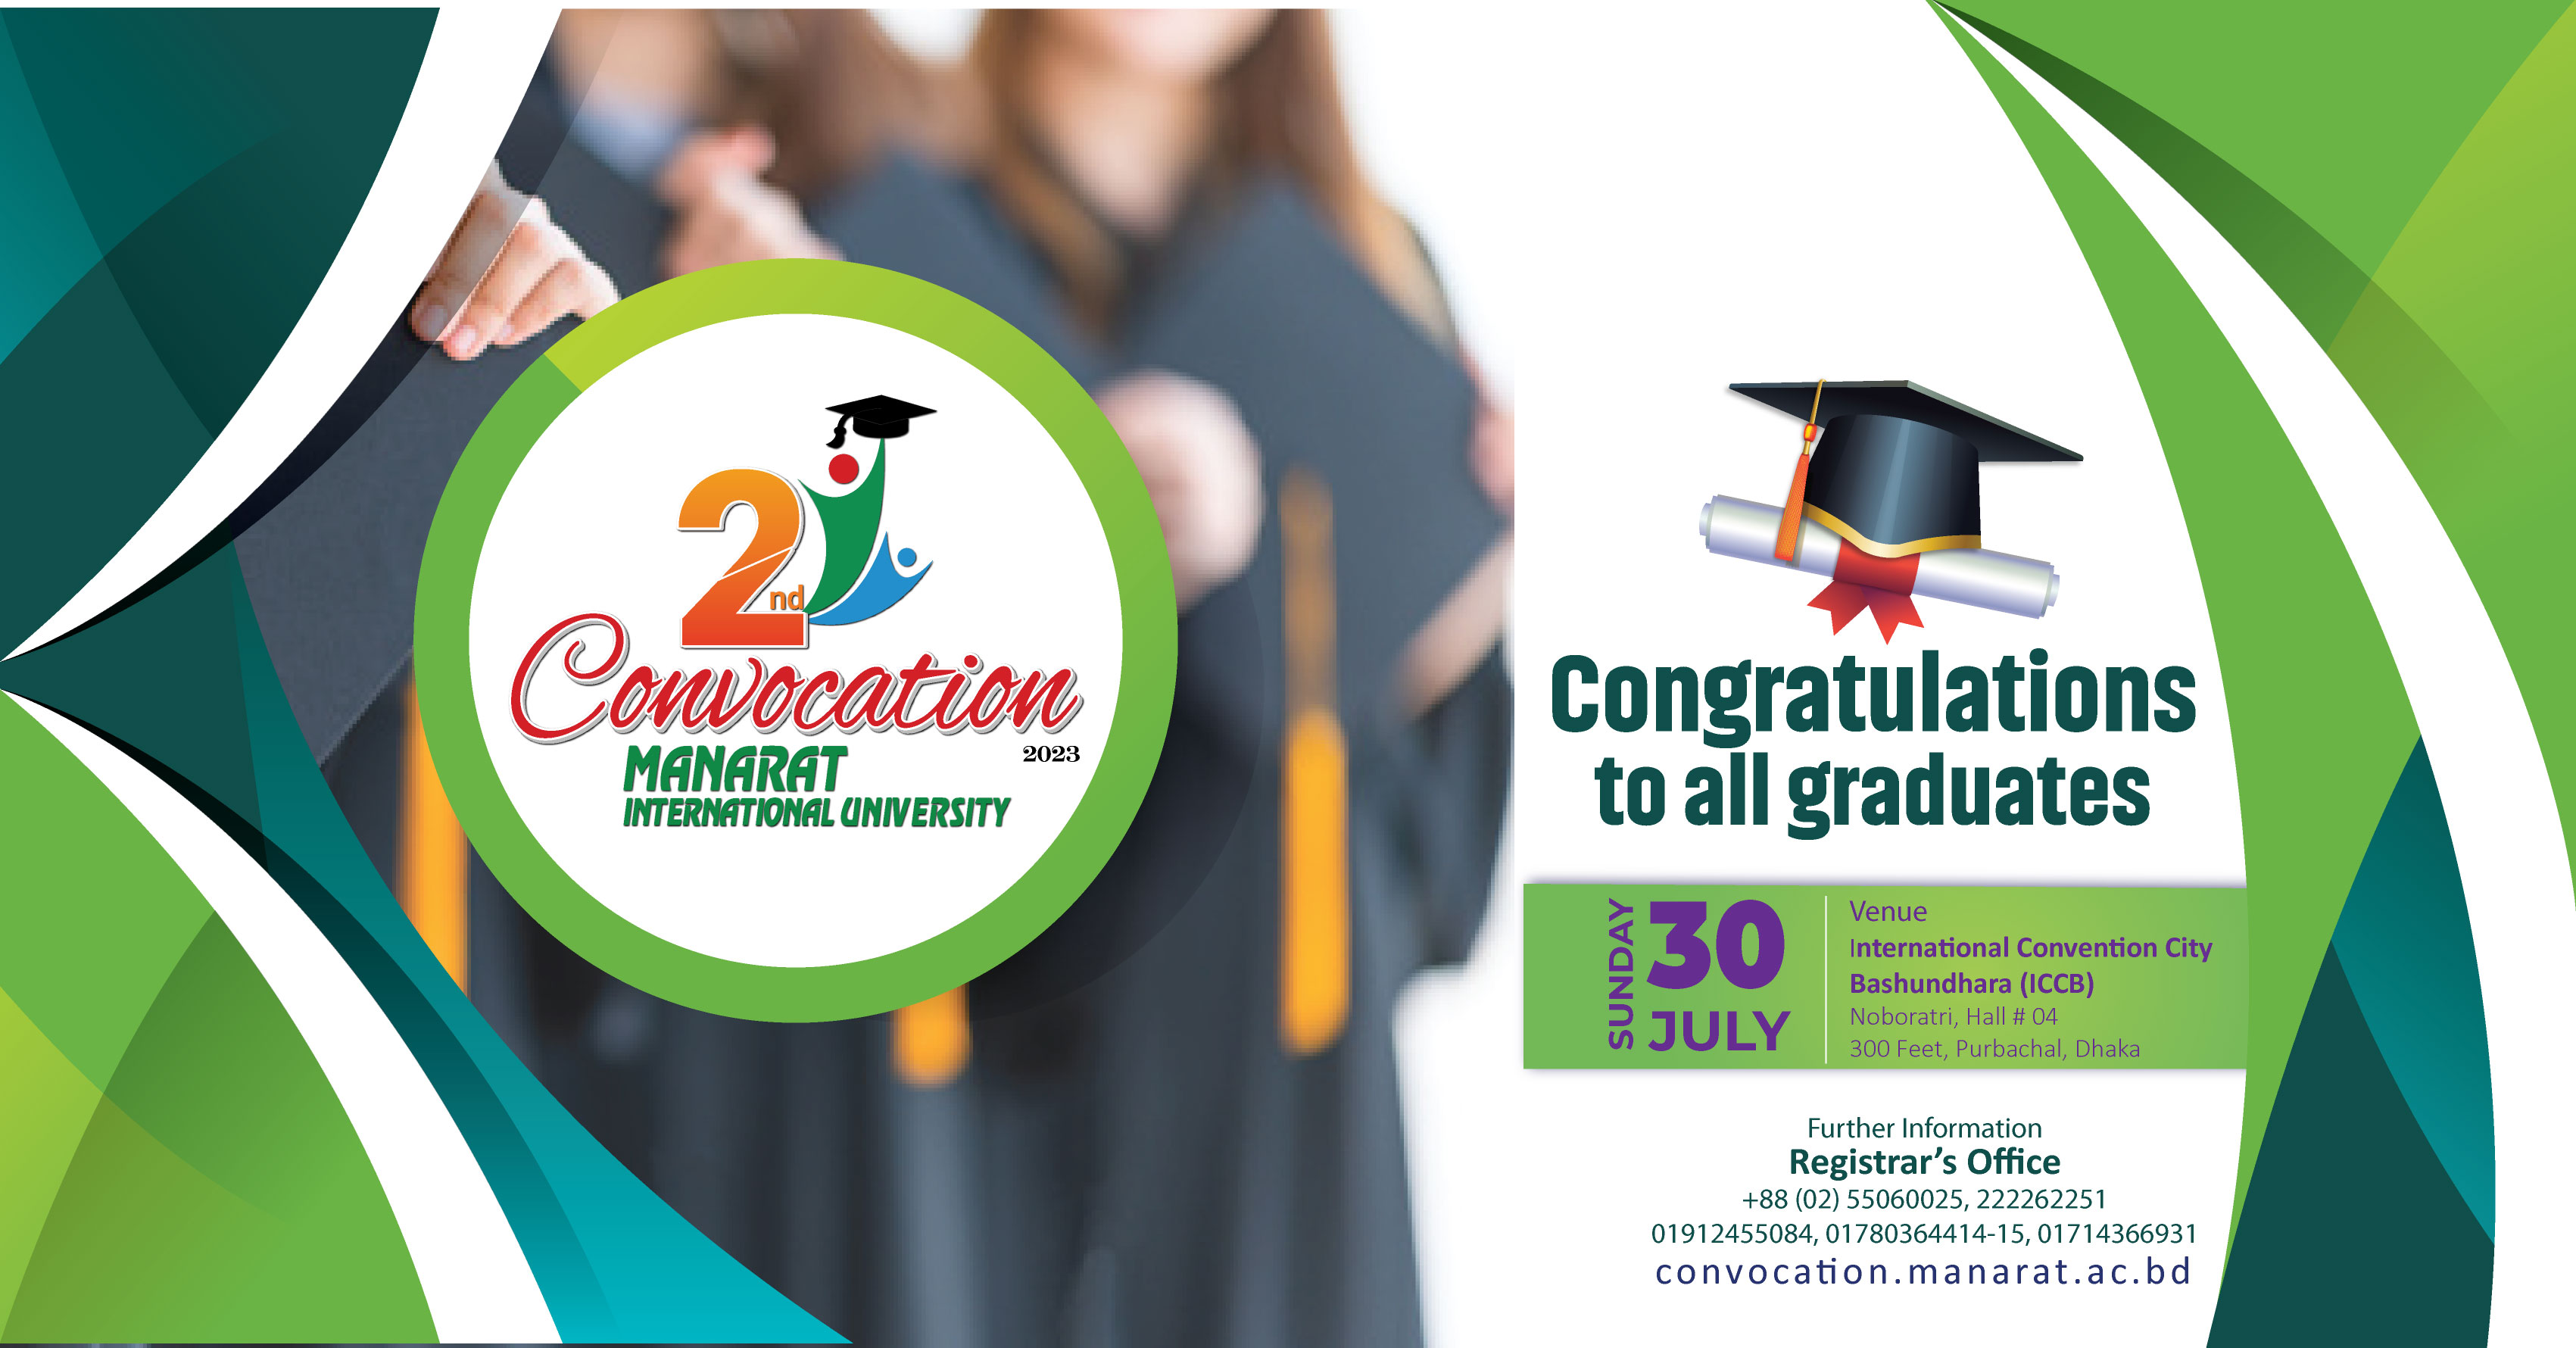 2nd
Convocation
2023
MANARAT
INTERNATIONAL UNIVERSITY
Congratulations
to all graduates
SUNDAY
30
JULY
Venue
International Convention City
Bashundhara (ICCB)
Noboratri, Hall # 04
300 Feet, Purbachal, Dhaka
Further Information
Registrar’s Office
+88 (02) 55060025, 222262251
01912455084, 01780364414-15, 01714366931
convocation.manarat.ac.bd